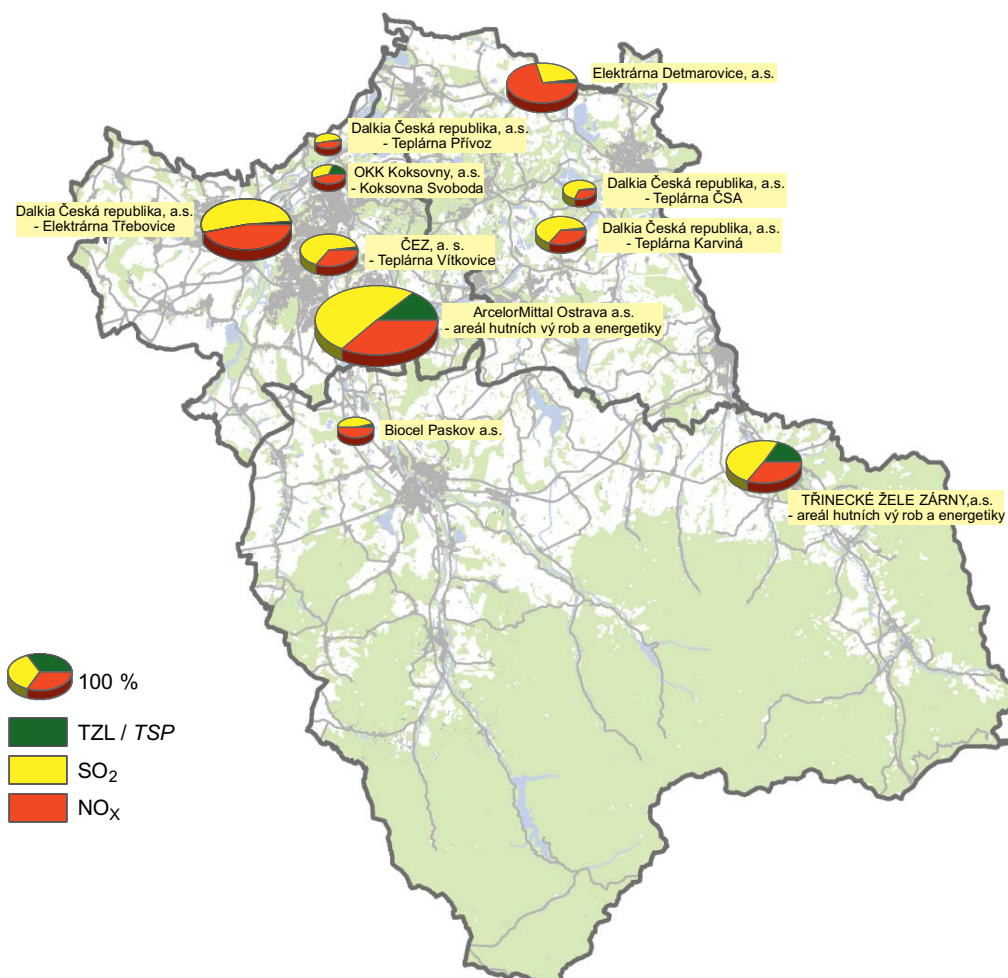 Elektrárna Detmarovice, a.s.
Dalkia Česká republika, a.s.
- Teplárna Přívoz
OKK Koksovny, a.s.
- Koksovna Svoboda
Dalkia Česká republika, a.s.
- Teplárna ČSA
Dalkia Česká republika, a.s.
- Elektrárna Třebovice
Dalkia Česká republika, a.s.
- Teplárna Karviná
ČEZ, a. s.
- Teplárna Vítkovice
ArcelorMittal Ostrava a.s.
- areál hutních vý rob a energetiky
Biocel Paskov a.s.
TŘINECKÉ ŽELE ZÁRNY,a.s.
- areál hutních vý rob a energetiky
100 %
TZL / TSP
SO2
NOX